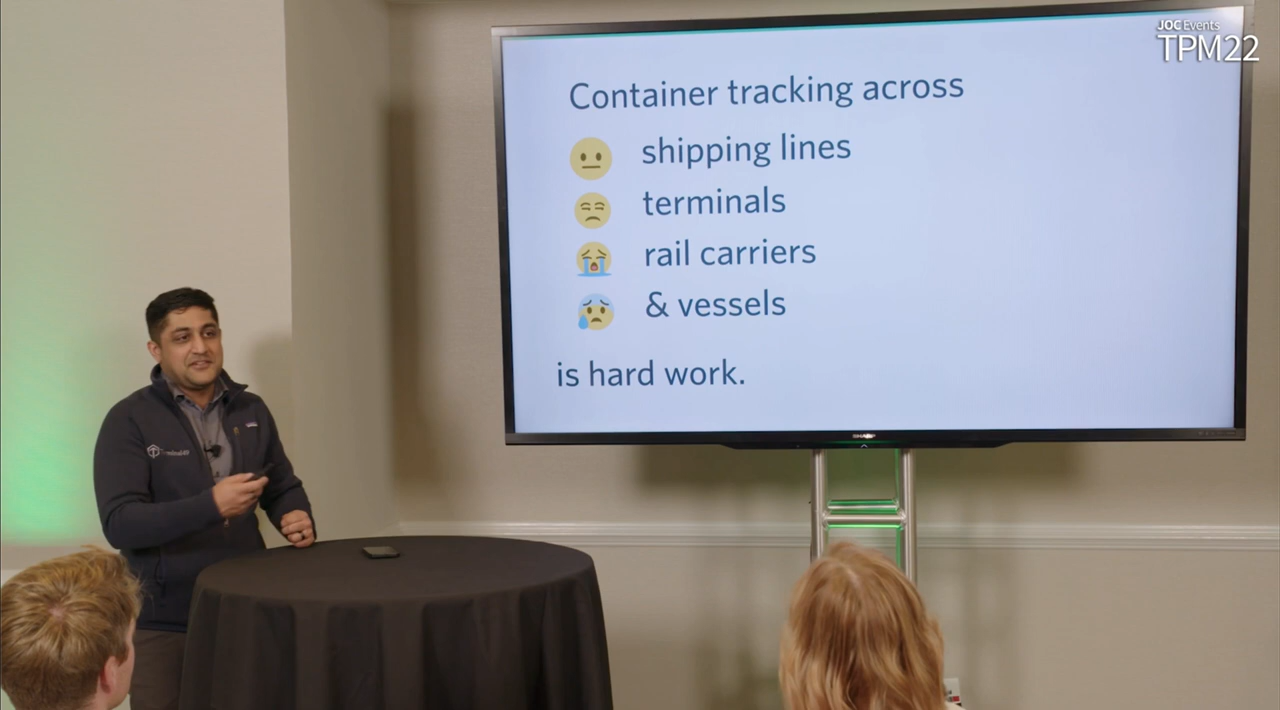 JOC Events
TPM22
Container tracking across
shipping lines
terminals
rail carriers
& vessels
is hard work.
SHARP